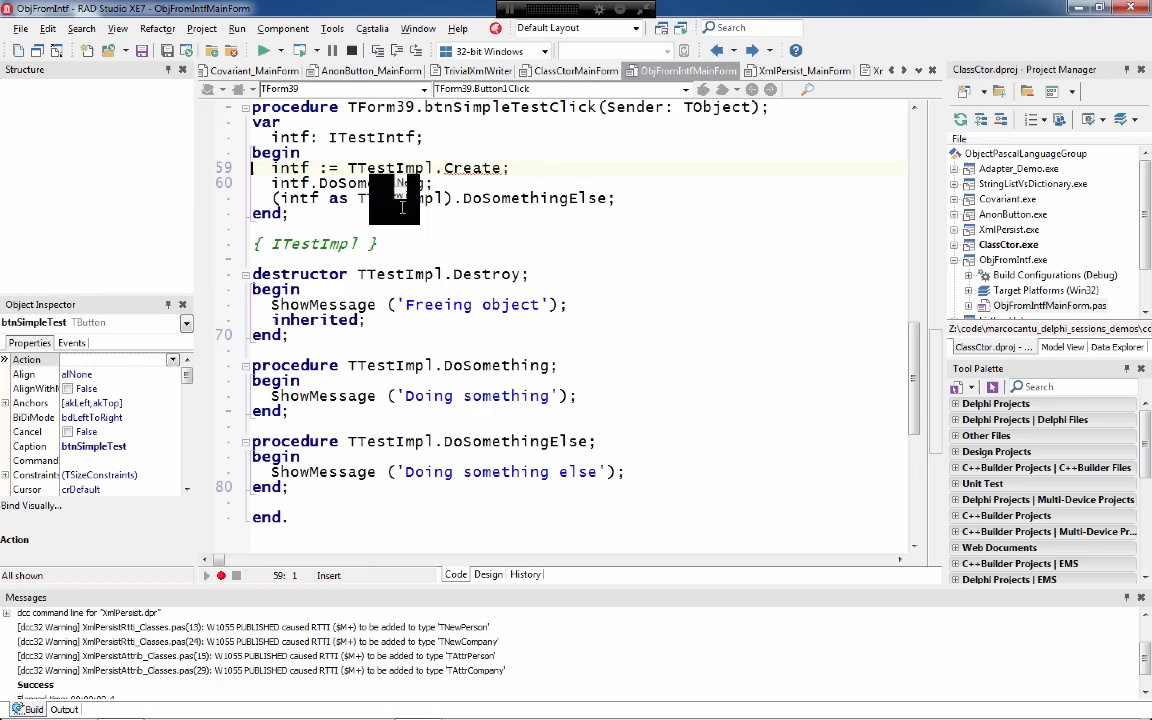 ObjFromIntf - RAD Studio XE7 - ObjFromIntfMainForm
File Edit Search View Refactor Project Run Component Tools Castalia Window Help Default Layout Search
32-bit Windows
Structure
Covariant_MainForm AnonButton_MainForm TrivialXmlWriter ClassCtorMainForm ObjFromIntfMainForm XmlPersist_MainForm
TForm39 TForm39.Button1Click
procedure TForm39.btnSimpleTestClick(Sender: TObject);
var
intf: ITestIntf;
begin
59 intf := TTestImpl.Create;
60
(intf as
).DoSomethingElse;
end;
{ ITestImpl }
destructor TTestImpl.Destroy;
begin
ShowMessage ('Freeing object');
inherited;
70 end;
procedure TTestImpl.DoSomething;
begin
ShowMessage ('Doing something');
end;
procedure TTestImpl.DoSomethingElse;
begin
ShowMessage ('Doing something else');
80 end;
end.
59: 1 Insert Code Design History
Object Inspector
btnSimpleTest TButton
Properties Events
Action
Align alNone
False
Anchors [akLeft,akTop]
BiDiMode bdLeftToRight
Cancel False
Caption btnSimpleTest
Command
Constraints (TSizeConstraints)
Cursor crDefault
Bind Visually...
Action
All shown
ClassCtor.dproj - Project Manager
File
ObjectPascalLanguageGroup
Adapter_Demo.exe
StringListVsDictionary.exe
Covariant.exe
AnonButton.exe
XmlPersist.exe
ClassCtor.exe
ObjFromIntf.exe
Build Configurations (Debug)
Target Platforms (Win32)
ObjFromIntfMainForm.pas
Z:\code\marcocantu_delphi_sessions_demos\co
ClassCtor.dproj - ... Model View Data Explorer
Tool Palette
Search
Delphi Projects
Delphi Projects | Delphi Files
Other Files
Design Projects
C++Builder Projects | C++Builder Files
Unit Test
Delphi Projects | Multi-Device Projects
C++Builder Projects
C++Builder Projects | Multi-Device Pr...
Web Documents
C++Builder Projects | EMS
Delphi Projects | EMS
Messages
dcc command line for "XmlPersist.dpr"
[dcc32 Warning] XmlPersistRtti_Classes.pas(13): W1055 PUBLISHED caused RTTI ($M+) to be added to type 'TNewPerson'
[dcc32 Warning] XmlPersistRtti_Classes.pas(24): W1055 PUBLISHED caused RTTI ($M+) to be added to type 'TNewCompany'
[dcc32 Warning] XmlPersistAttrib_Classes.pas(15): W1055 PUBLISHED caused RTTI ($M+) to be added to type 'TAttrPerson'
[dcc32 Warning] XmlPersistAttrib_Classes.pas(29): W1055 PUBLISHED caused RTTI ($M+) to be added to type 'TAttrCompany'
Success
Build Output